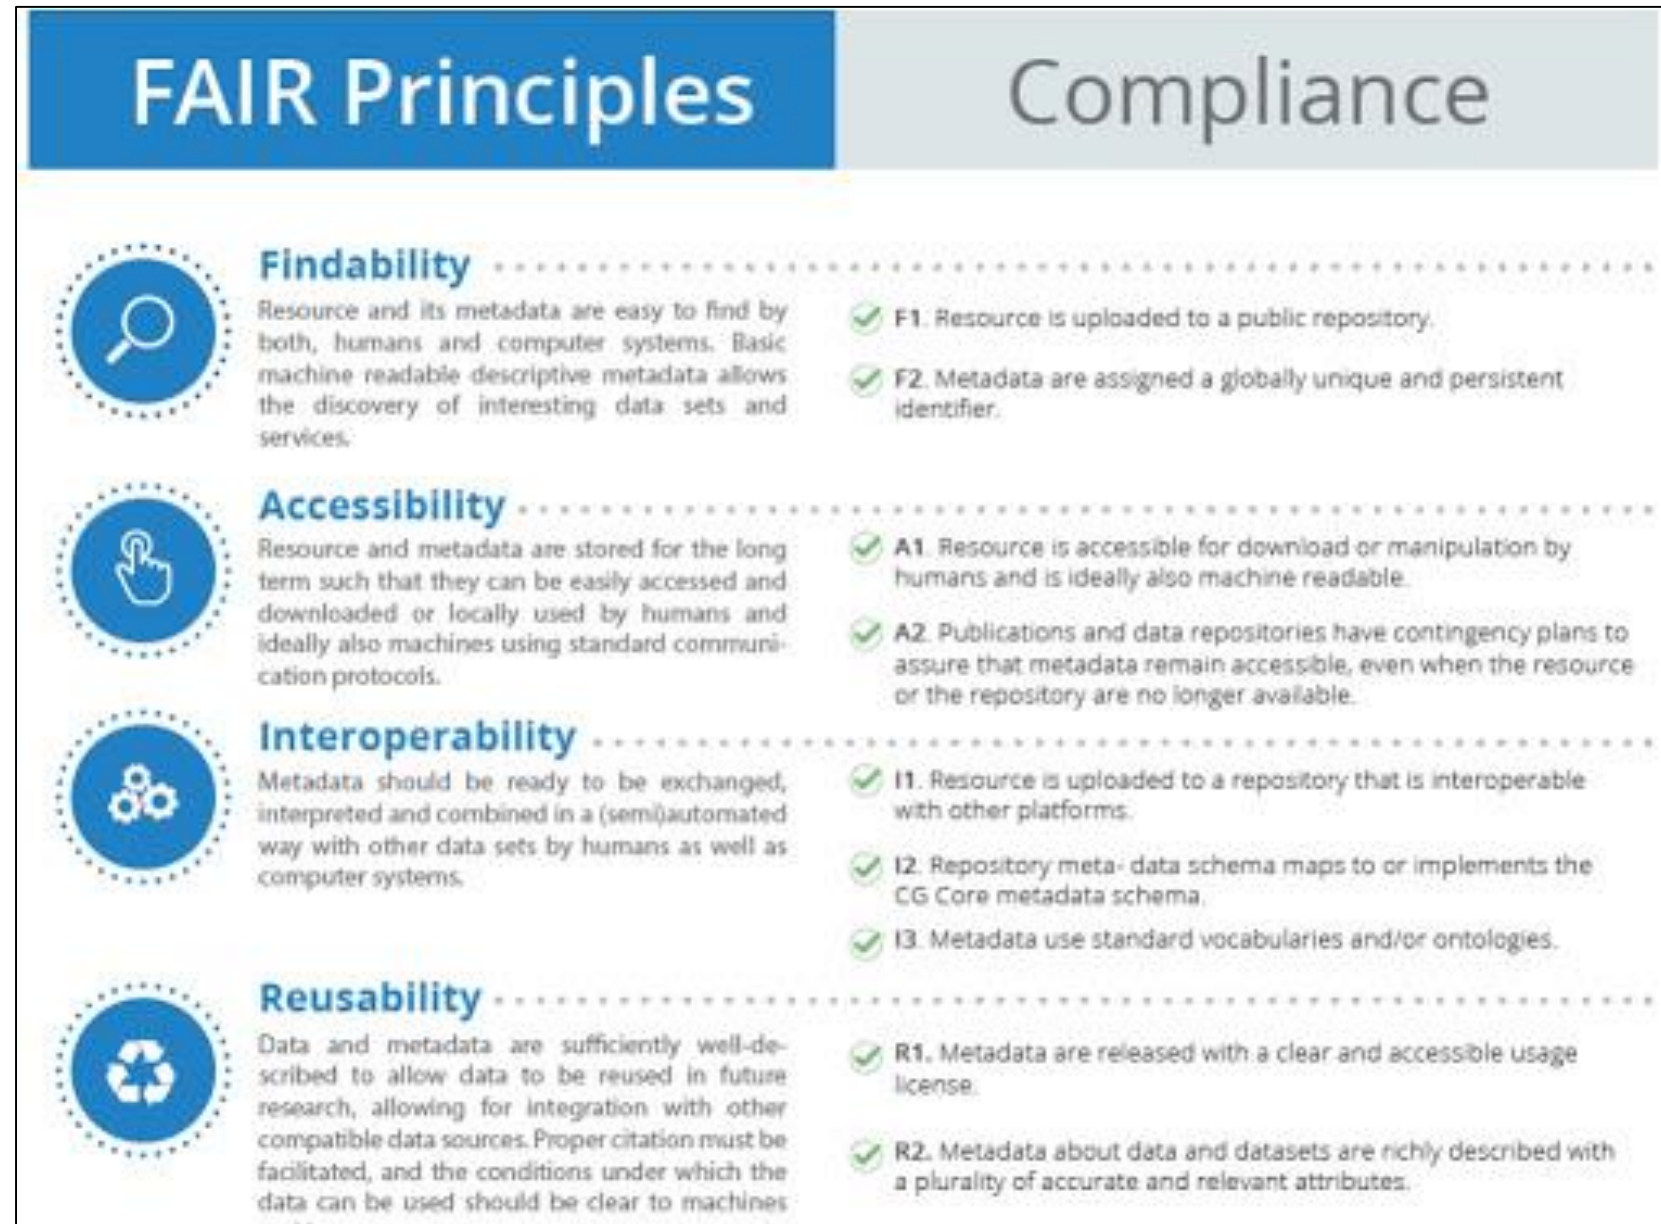 FAIR Principles
Compliance
Findability
Resource and its metadata are easy to find by
both, humans and computer systems. Basic
machine readable descriptive metadata allows
the discovery of interesting data sets and
services.
F1. Resource is uploaded to a public repository.
F2. Metadata are assigned a globally unique and persistent
identifier.
Accessibility
Resource and metadata are stored for the long
term such that they can be easily accessed and
downloaded or locally used by humans and
ideally also machines using standard communi-
cation protocols.
A1. Resource is accessible for download or manipulation by
humans and is ideally also machine readable.
A2. Publications and data repositories have contingency plans to
assure that metadata remain accessible, even when the resource
or the repository are no longer available.
Interoperability
Metadata should be ready to be exchanged,
interpreted and combined in a (semi)automated
way with other data sets by humans as well as
computer systems.
I1. Resource is uploaded to a repository that is interoperable
with other platforms.
I2. Repository meta- data schema maps to or implements the
CG Core metadata schema.
I3. Metadata use standard vocabularies and/or ontologies.
Reusability
Data and metadata are sufficiently well-de-
scribed to allow data to be reused in future
research, allowing for integration with other
compatible data sources. Proper citation must be
facilitated, and the conditions under which the
data can be used should be clear to machines
R1. Metadata are released with a clear and accessible usage
license.
R2. Metadata about data and datasets are richly described with
a plurality of accurate and relevant attributes.